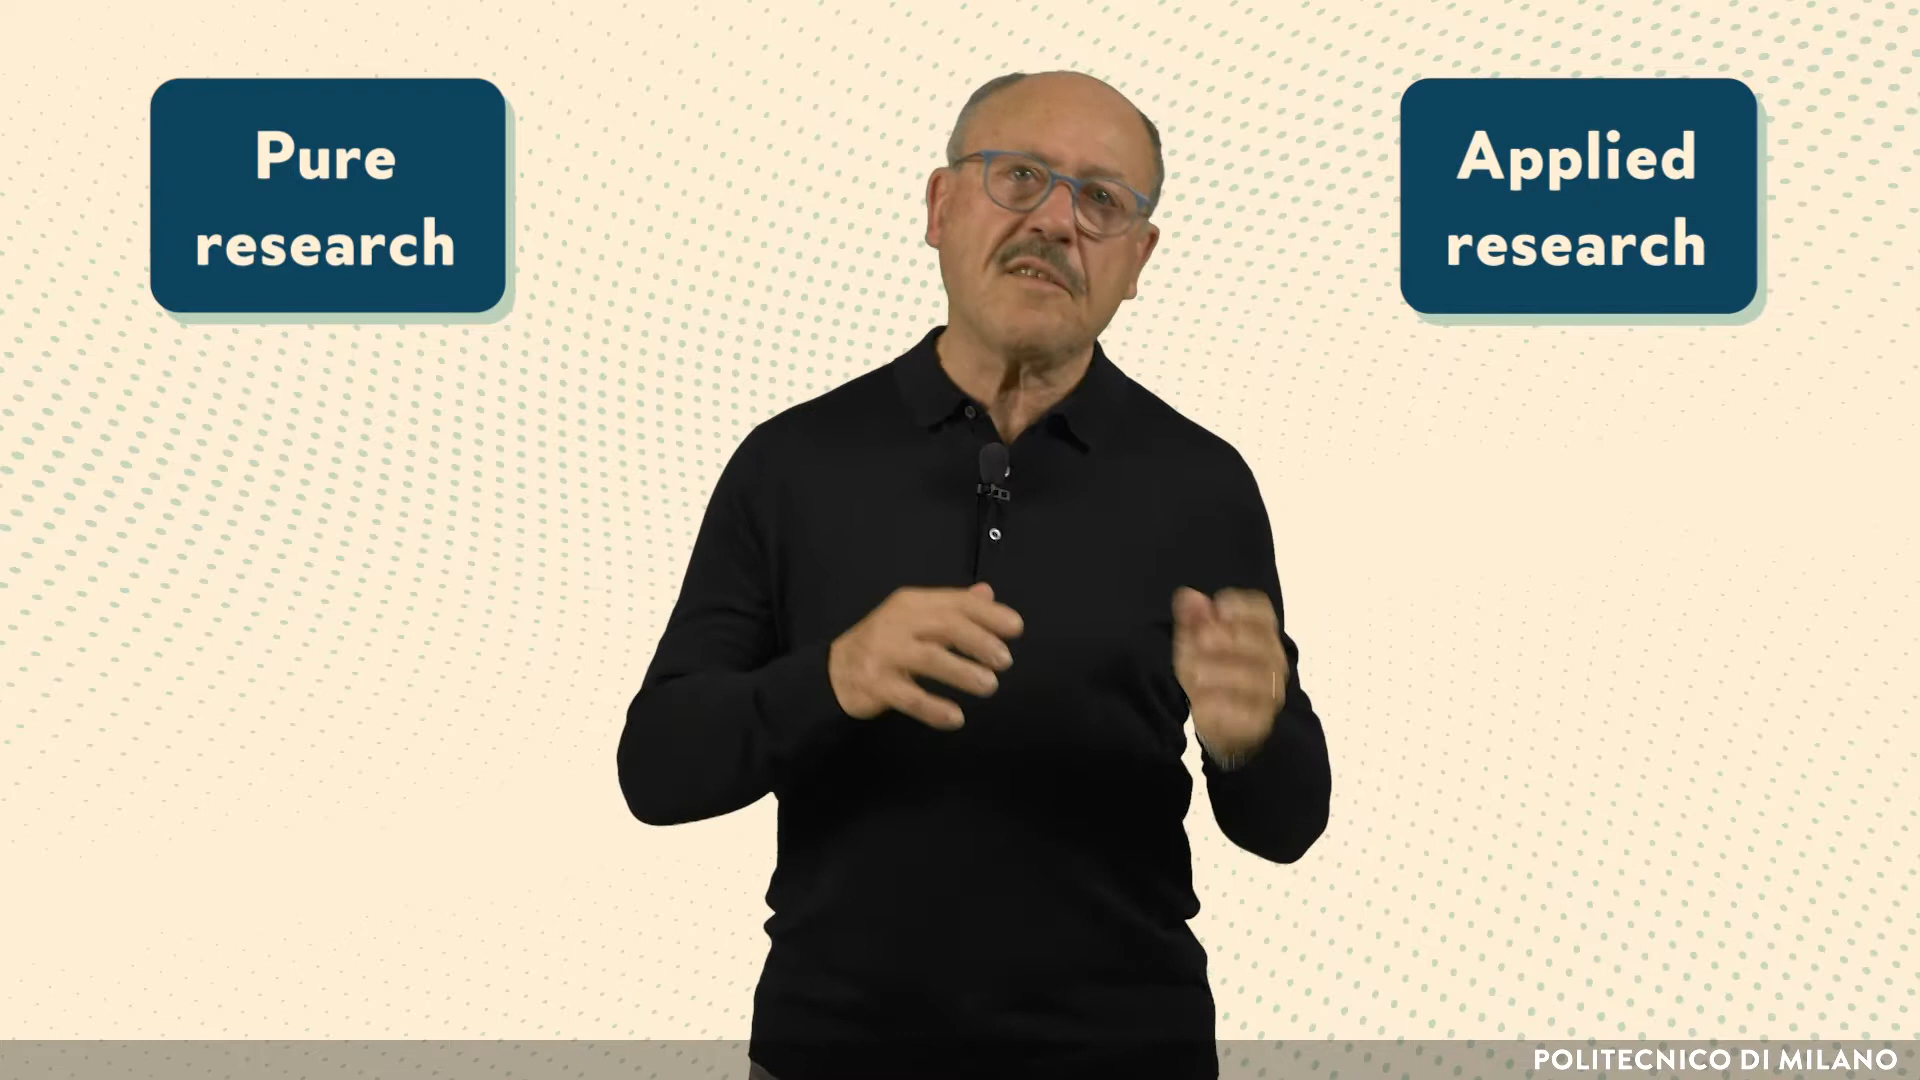 Pure
research
Applied
research
POLITECNICO DI MILANO